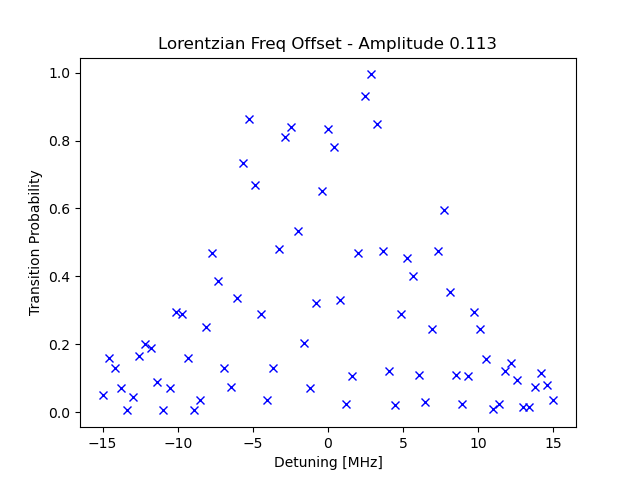 Lorentzian Freq Offset - Amplitude 0.113
1.0
0.8
0.6
0.4
0.2
0.0
Transition Probability
−15 −10 −5 0 5 10 15
Detuning [MHz]